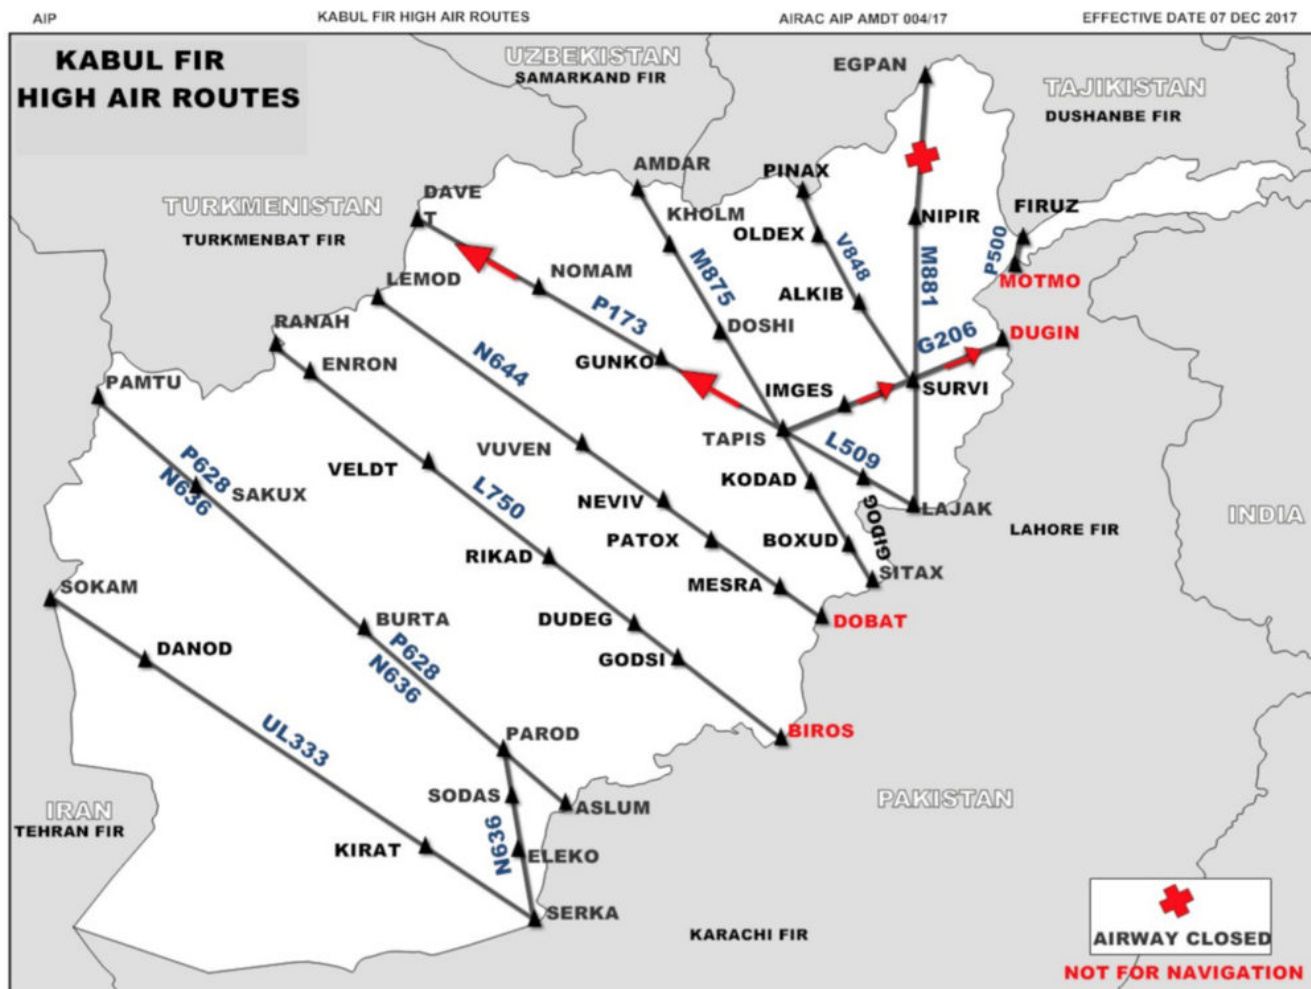 AIP
KABUL FIR HIGH AIR ROUTES
AIRAC AIP AMDT 004/17
EFFECTIVE DATE 07 DEC 2017
KABUL FIR
HIGH AIR ROUTES
UZBEKISTAN
SAMARKAND FIR
EGPAN
TAJIKISTAN
DUSHANBE FIR
AMDAR
PINAX
DAVE
T
TURKMENISTAN
TURKMENBAT FIR
KHOLM
OLDEX
V848
NIPIR
FIRUZ
P500
MOTMO
LEMOD
NOMAM
M875
ALKIB
M881
RANAH
P173
DOSHI
G206
DUGIN
ENRON
N644
GUNKO
IMGES
SURVI
PAMTU
VUVEN
TAPIS
L509
P628
N636
SAKUX
VELDT
L750
NEVIV
KODAD
GIDOG
LAJAK
LAHORE FIR
INDIA
RIKAD
PATOX
BOXUD
SITAX
SOKAM
MESRA
DOBAT
BURTA
DUDEG
P628
N636
DANOD
GODSI
UL333
PAROD
BIROS
SODAS
ASLUM
PAKISTAN
IRAN
TEHRAN FIR
KIRAT
N636
ELEKO
SERKA
KARACHI FIR
AIRWAY CLOSED
NOT FOR NAVIGATION